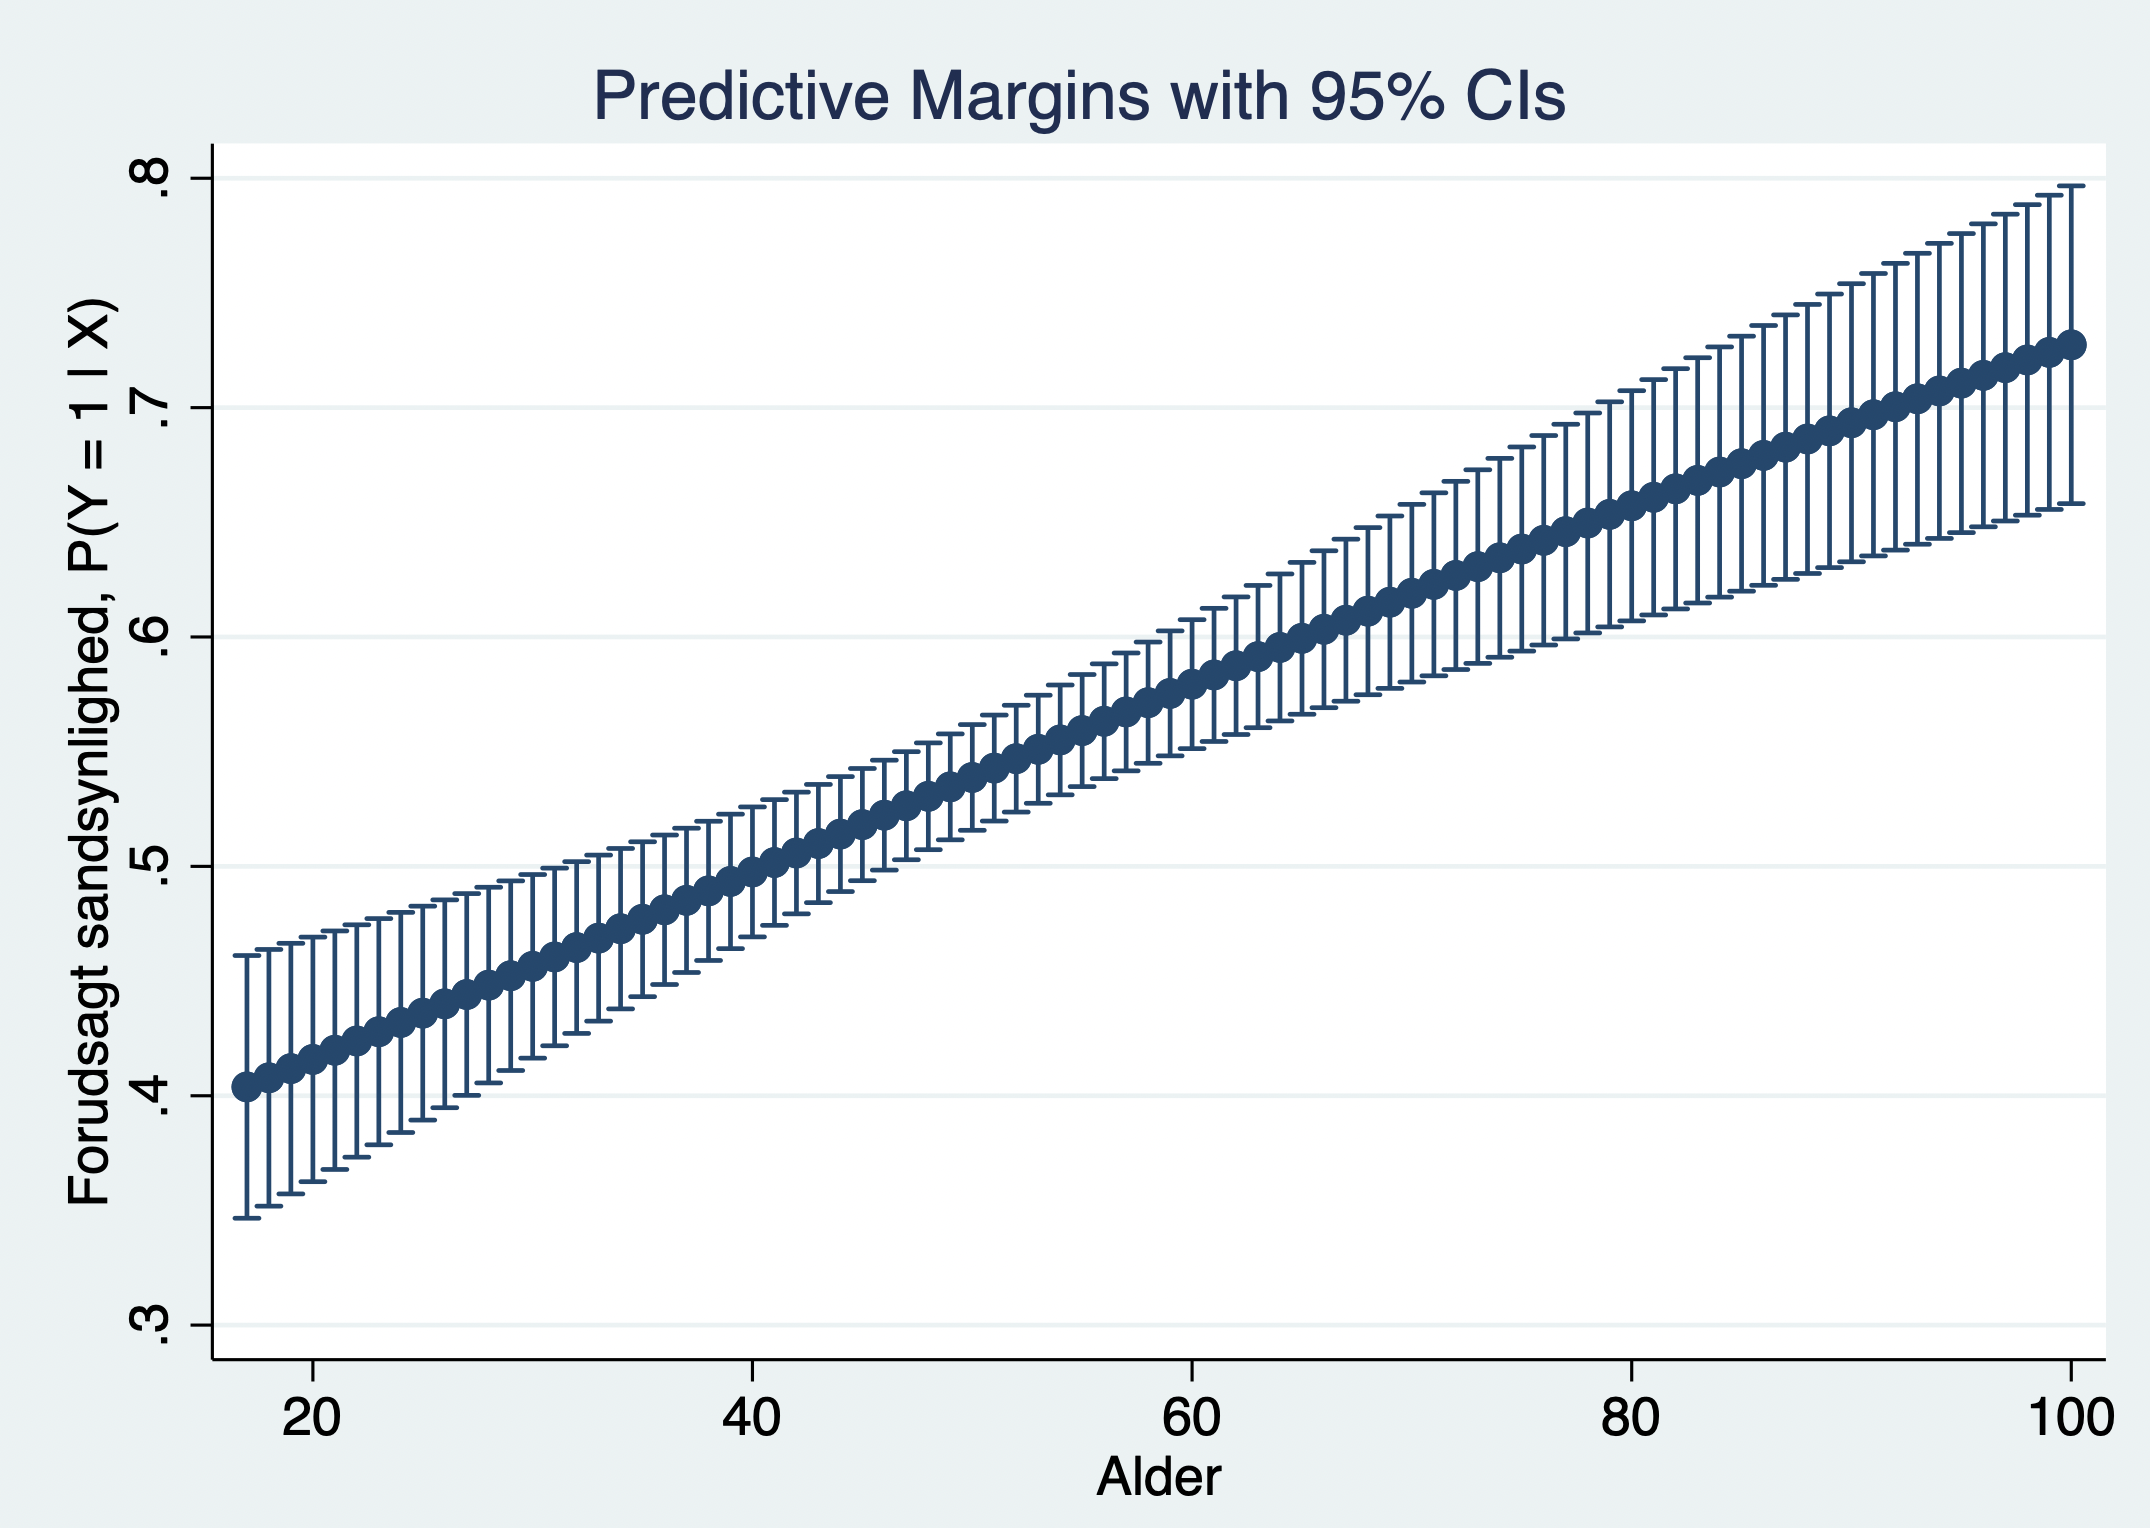 Predictive Margins with 95% CIs
Forudsagt sandsynlighed, P(Y = 1 | X)
.8
.7
.6
.5
.4
.3
20 40 60 80 100
Alder